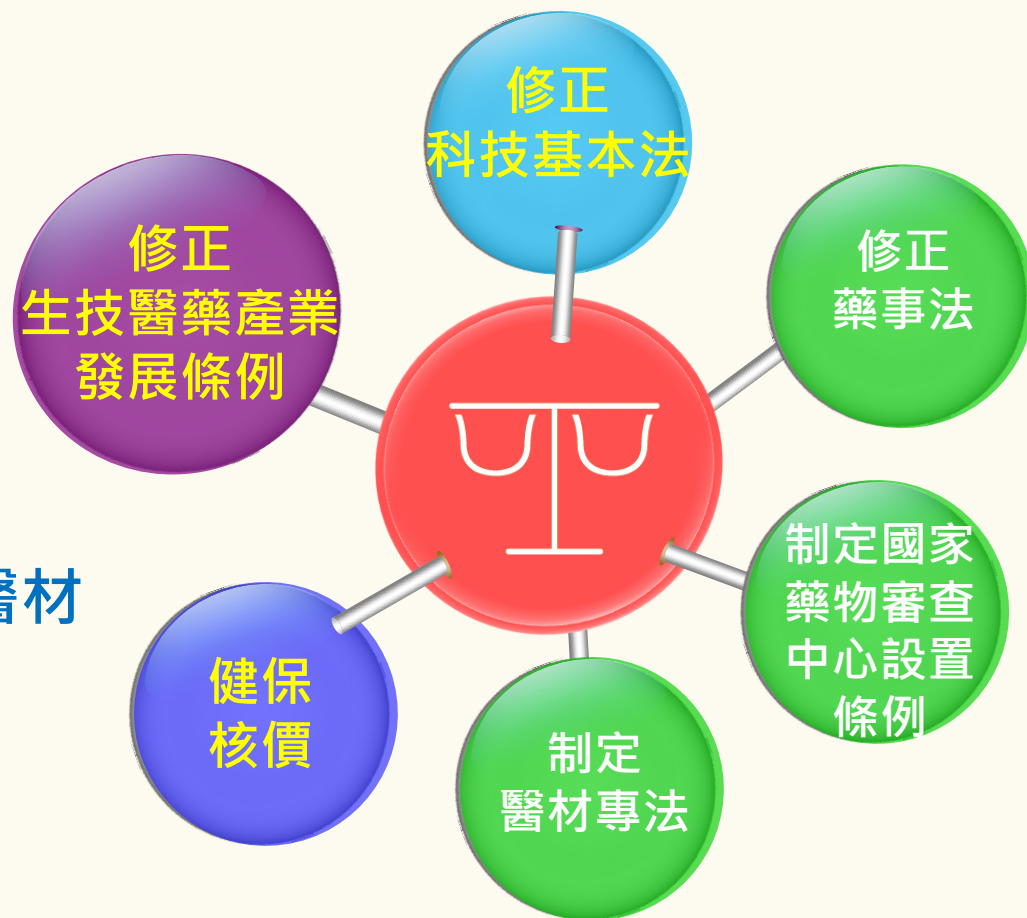 修正
科技基本法
修正
生技醫藥產業
發展條例
修正
藥事法
制定國家
藥物審查
中心設置
條例
醫材
健保
核價
制定
醫材專法